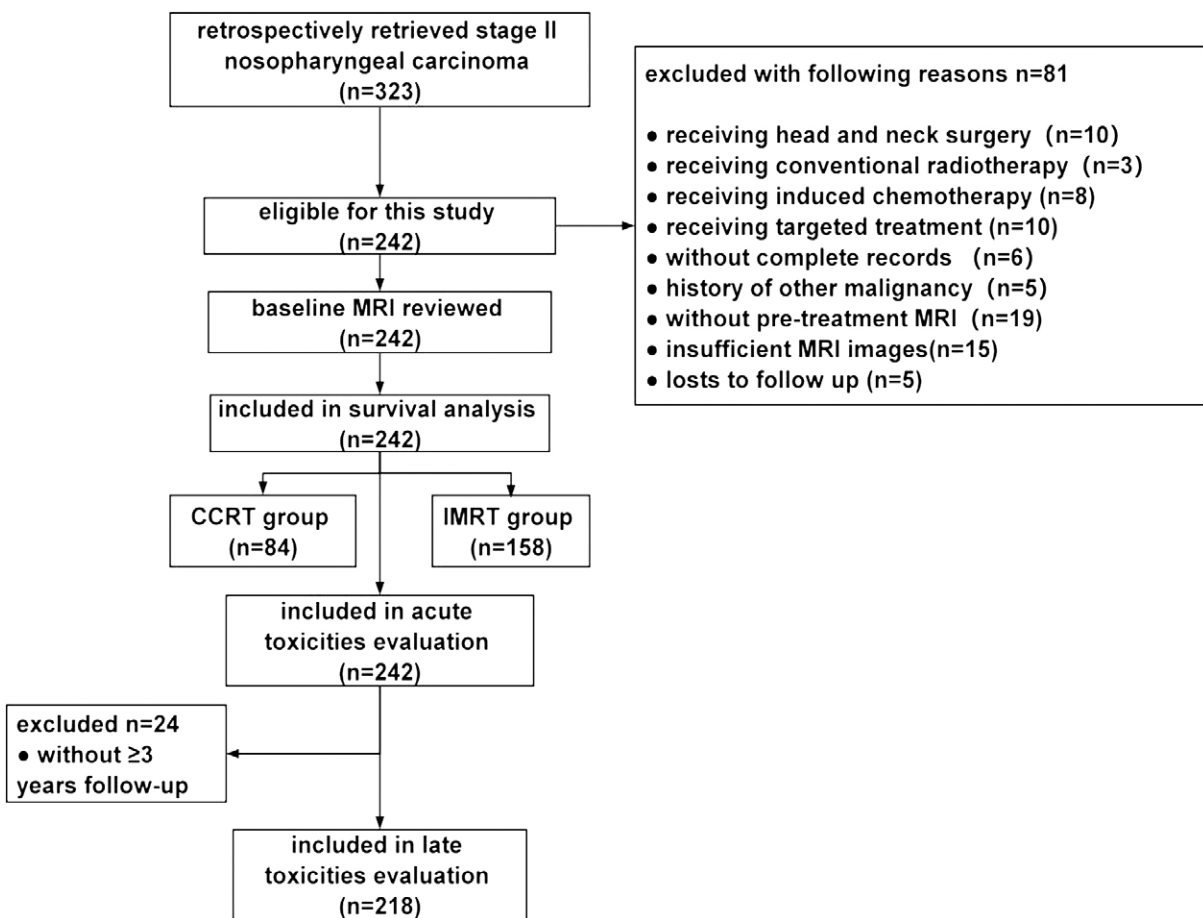 retrospectively retrieved stage II
nosopharyngeal carcinoma
(n=323)
excluded with following reasons n=81
● receiving head and neck surgery (n=10)
● receiving conventional radiotherapy (n=3)
● receiving induced chemotherapy (n=8)
● receiving targeted treatment (n=10)
● without complete records (n=6)
● history of other malignancy (n=5)
● without pre-treatment MRI (n=19)
● insufficient MRI images(n=15)
● losts to follow up (n=5)
eligible for this study
(n=242)
baseline MRI reviewed
(n=242)
included in survival analysis
(n=242)
CCRT group
(n=84)
IMRT group
(n=158)
included in acute
toxicities evaluation
(n=242)
excluded n=24
● without ≥3
years follow-up
included in late
toxicities evaluation
(n=218)